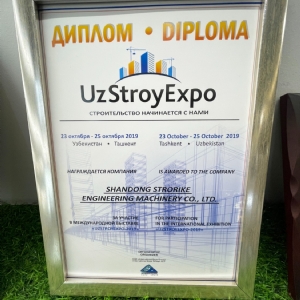 ДИПЛОМ • DIPLOMA
UzStroyExpo
СТРОИТЕЛЬСТВО НАЧИНАЕТСЯ С НАМИ
23 октября - 25 октября 2019
Узбекистан • Ташкент
23 October - 25 October 2019
Tashkent • Uzbekistan
НАГРАЖДАЕТСЯ КОМПАНИЯ
IS AWARDED TO THE COMPANY
SHANDONG STRORIKE
ENGINEERING MACHINERY CO., LTD.
ЗА УЧАСТИЕ
В МЕЖДУНАРОДНОЙ ВЫСТАВКЕ
FOR PARTICIPATION
IN THE INTERNATIONAL EXHIBITION